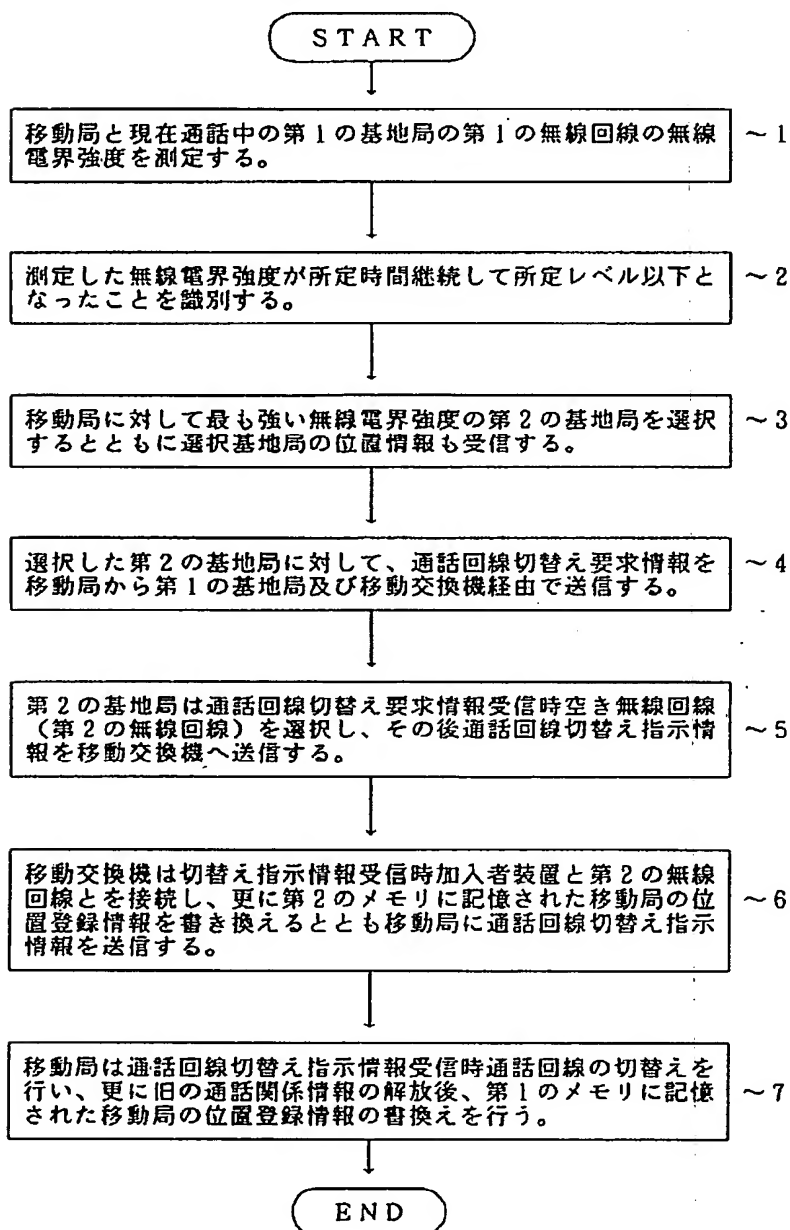 START
移動局と現在通話中の第1の基地局の第1の無線回線の無線
電界強度を測定する。
~1
測定した無線電界強度が所定時間継続して所定レベル以下と
なったことを識別する。
~2
移動局に対して最も強い無線電界強度の第2の基地局を選択
するとともに選択基地局の位置情報も受信する。
~3
選択した第2の基地局に対して、通話回線切替え要求情報を
移動局から第1の基地局及び移動交換機経由で送信する。
~4
第2の基地局は通話回線切替え要求情報受信時空き無線回線
(第2の無線回線)を選択し、その後通話回線切替え指示情
報を移動交換機へ送信する。
~5
移動交換機は切替え指示情報受信時加入者装置と第2の無線
回線とを接続し、更に第2のメモリに記憶された移動局の位
置登録情報を書き換えるととも移動局に通話回線切替え指示
情報を送信する。
~6
移動局は通話回線切替え指示情報受信時通話回線の切替えを
行い、更に旧の通話関係情報の解放後、第1のメモリに記憶
された移動局の位置登録情報の書換えを行う。
~7
END